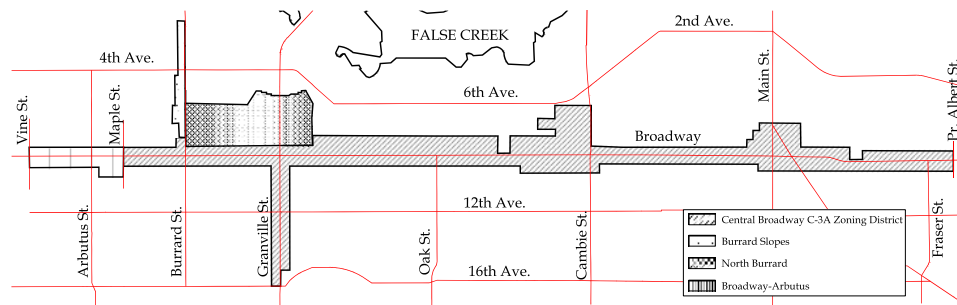 FALSE CREEK
2nd Ave.
4th Ave.
6th Ave.
Vine St.
Maple St.
Main St.
Pr. Albert St.
Broadway
Arbutus St.
Burrard St.
Granville St.
Oak St.
Cambie St.
Fraser St.
12th Ave.
16th Ave.
Central Broadway C-3A Zoning District
Burrard Slopes
North Burrard
Broadway-Arbutus